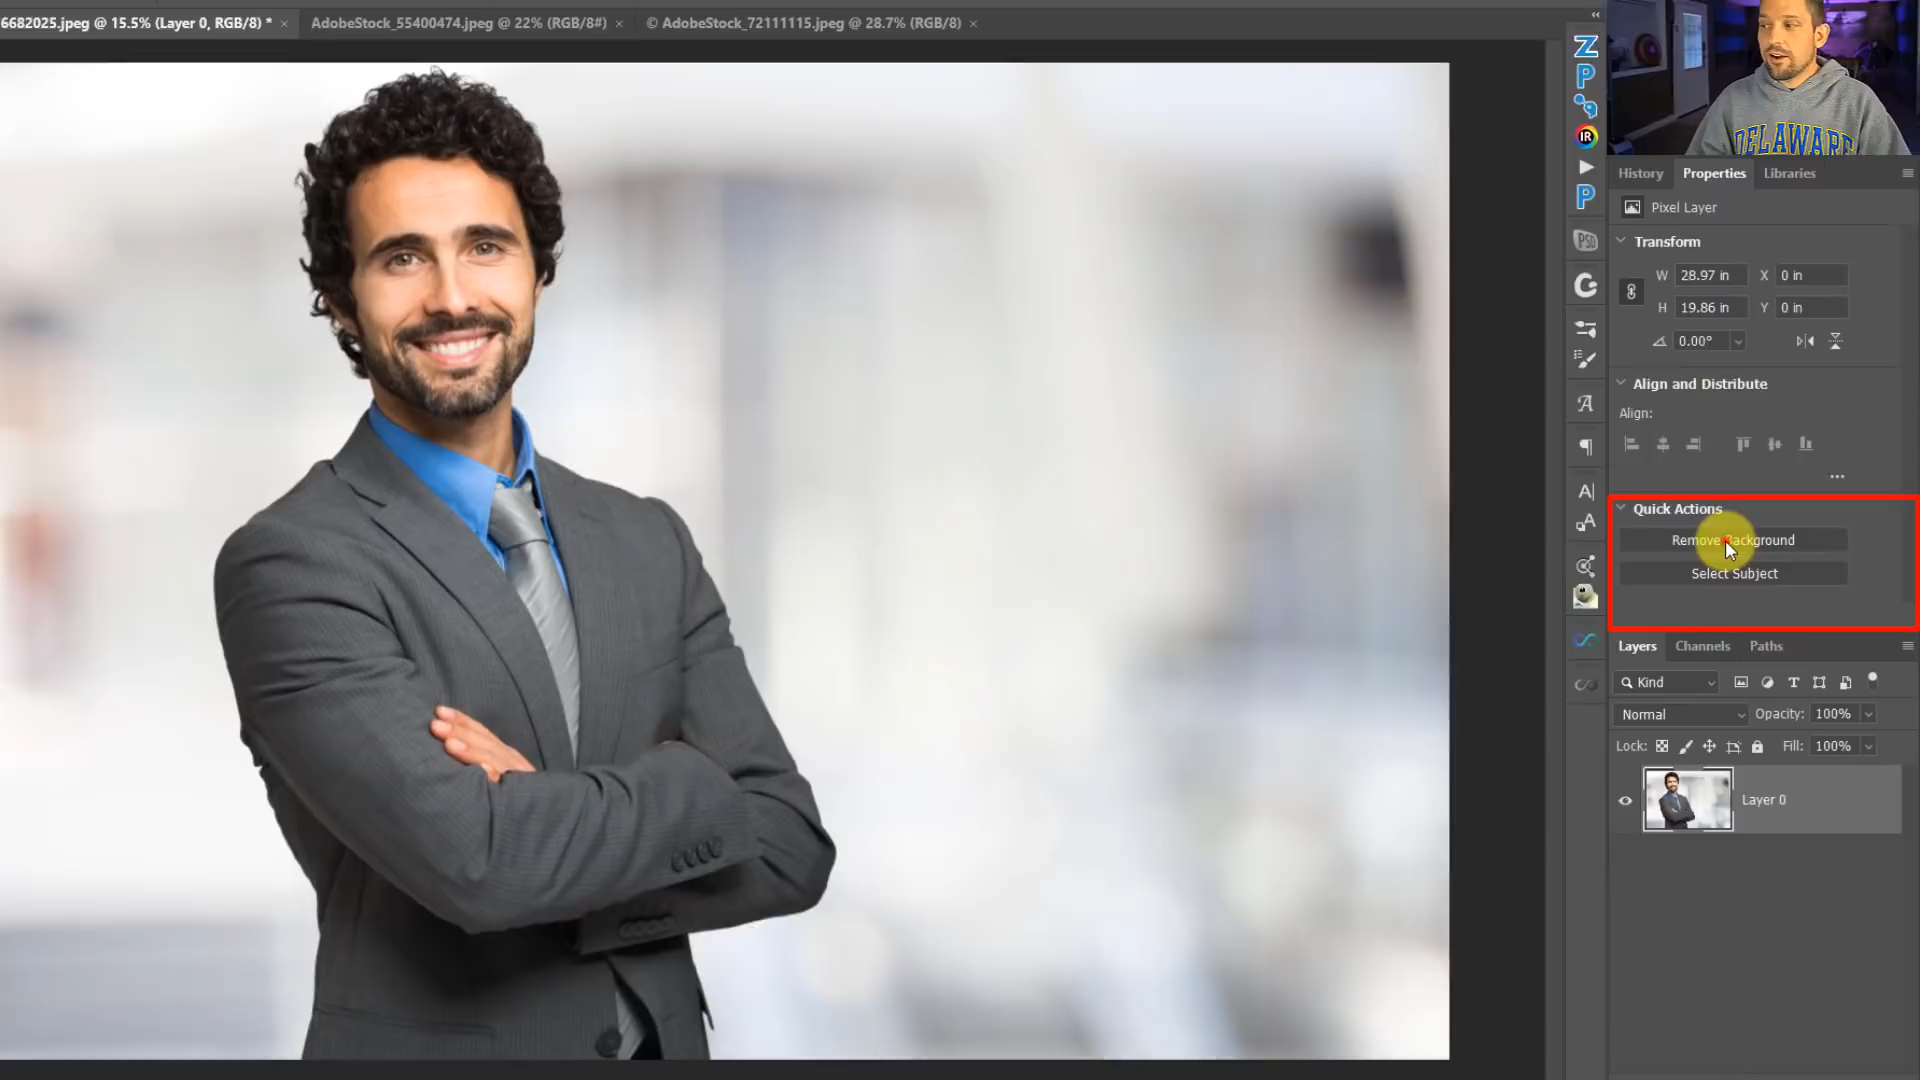 6682025.jpeg @ 15.5% (Layer 0, RGB/8) * ×
AdobeStock_55400474.jpeg @ 22% (RGB/8#) ×
© AdobeStock_72111115.jpeg @ 28.7% (RGB/8) ×
DELAWARE
Z
P
IR
P
PSD
History Properties Libraries
Pixel Layer
Transform
W 28.97 in X 0 in
H 19.86 in Y 0 in
0.00°
Align and Distribute
Align:
Quick Actions
Remove Background
Select Subject
Layers Channels Paths
Kind
Normal Opacity: 100%
Lock: Fill: 100%
Layer 0